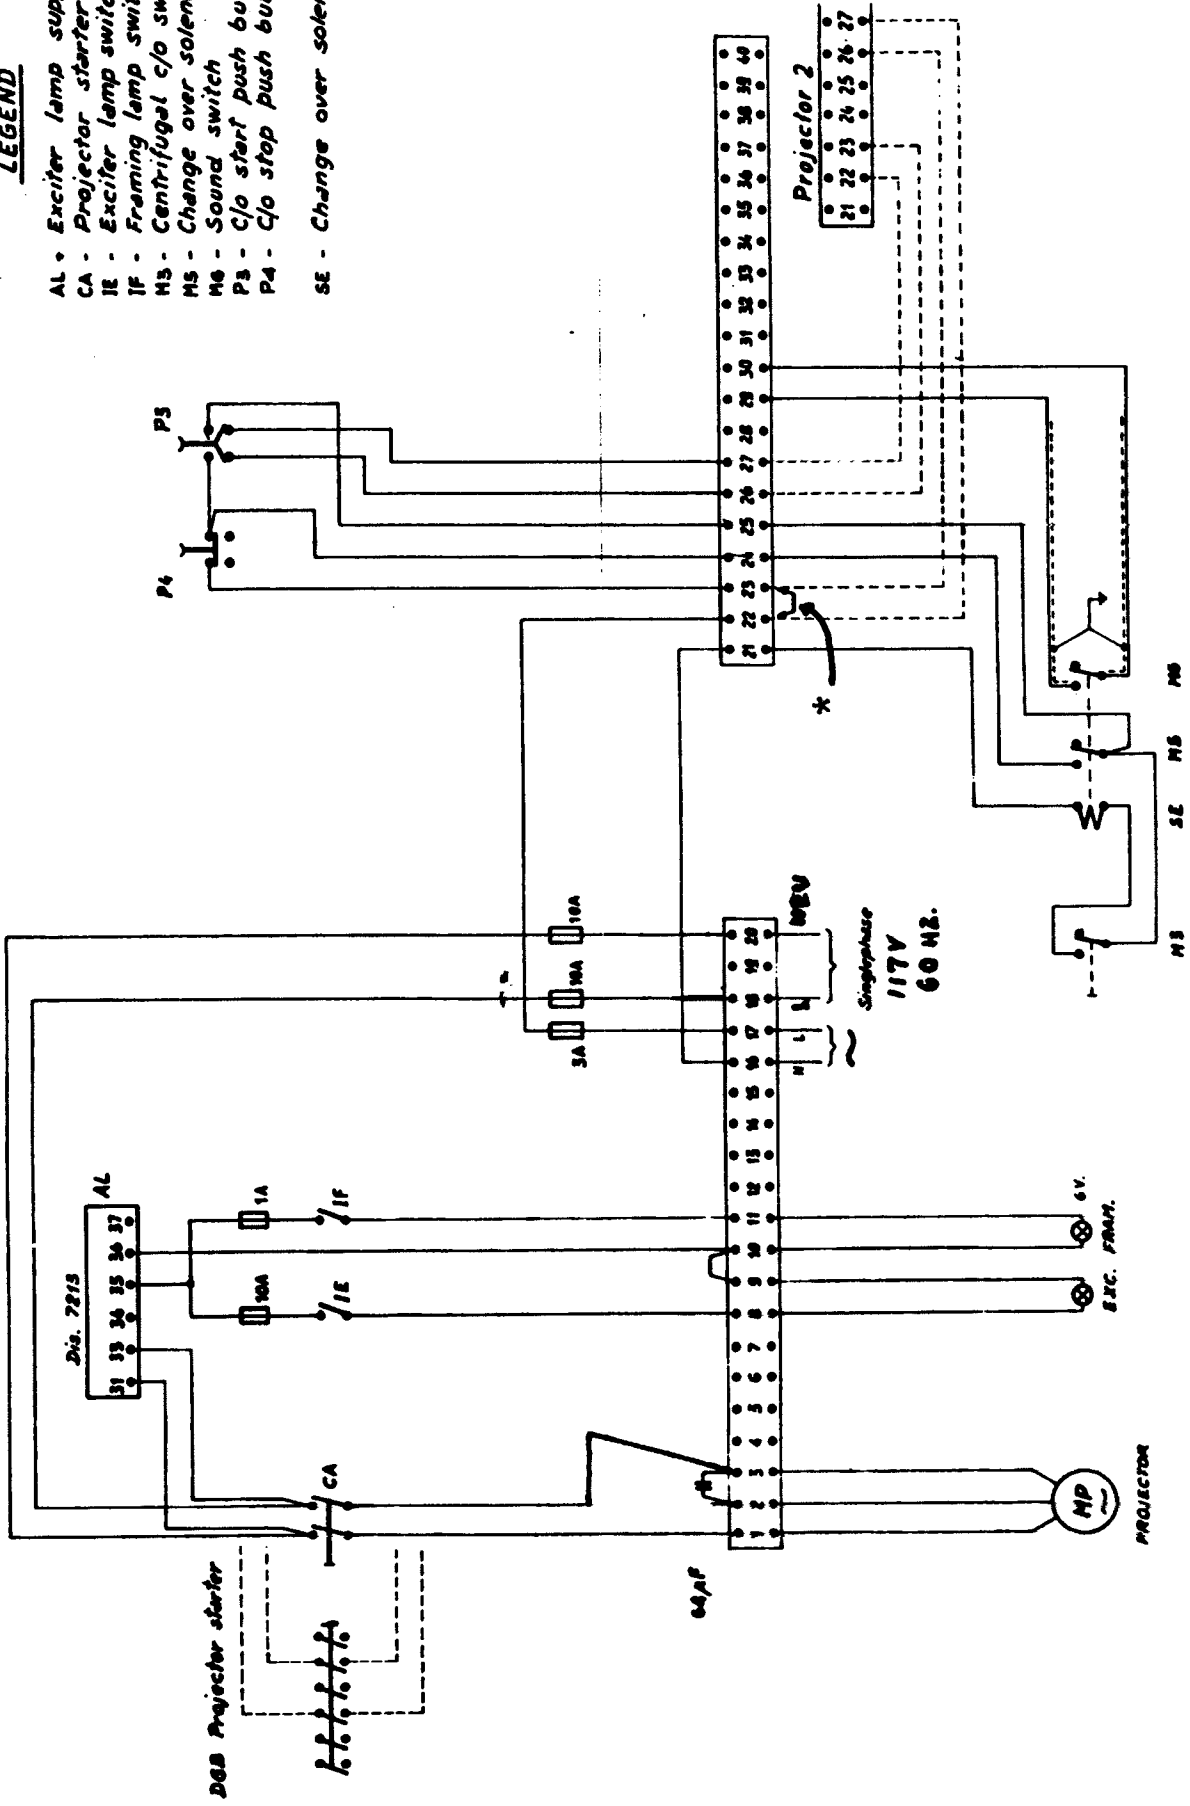 LEGEND
AL - Exciter lamp sup
CA - Projector starter
IE - Exciter lamp switc
IF - Framing lamp swit
M3 - Centrifugal c/o sw
M5 - Change over solen
M6 - Sound switch
P3 - C/o start push bu
P4 - C/o stop push bu
SE - Change over solen
P4 P3
Projector 2
21 22 23 24 25 26 27
21 22 23 24 25 26 27 28 29 30 31 32 33 34 35 36 37 38 39 40
*
Dis. 7213
AL
31 33 34 35 36 37
10A 1A
IE IF
3A 10A 10A
DGB Projector starter
CA
64µF
1 2 3 4 5 6 7 8 9 10 11 12 13 14 15 16 17 18 19 20
N L
~
Singlephase
117V
60 HZ.
MP
~
PROJECTOR
EXC. FRAM. 6V.
M3 SE M5 M6